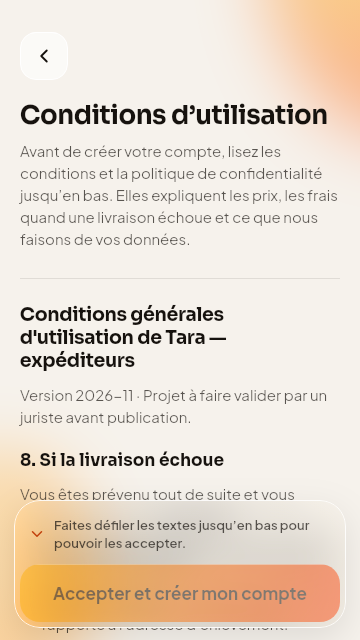 Conditions d’utilisation
Avant de créer votre compte, lisez les
conditions et la politique de confidentialité
jusqu’en bas. Elles expliquent les prix, les frais
quand une livraison échoue et ce que nous
faisons de vos données.
Conditions générales
d'utilisation de Tara —
expéditeurs
Version 2026-11 · Projet à faire valider par un
juriste avant publication.
8. Si la livraison échoue
Vous êtes prévenu tout de suite et vous
Faites défiler les textes jusqu’en bas pour
pouvoir les accepter.
Accepter et créer mon compte